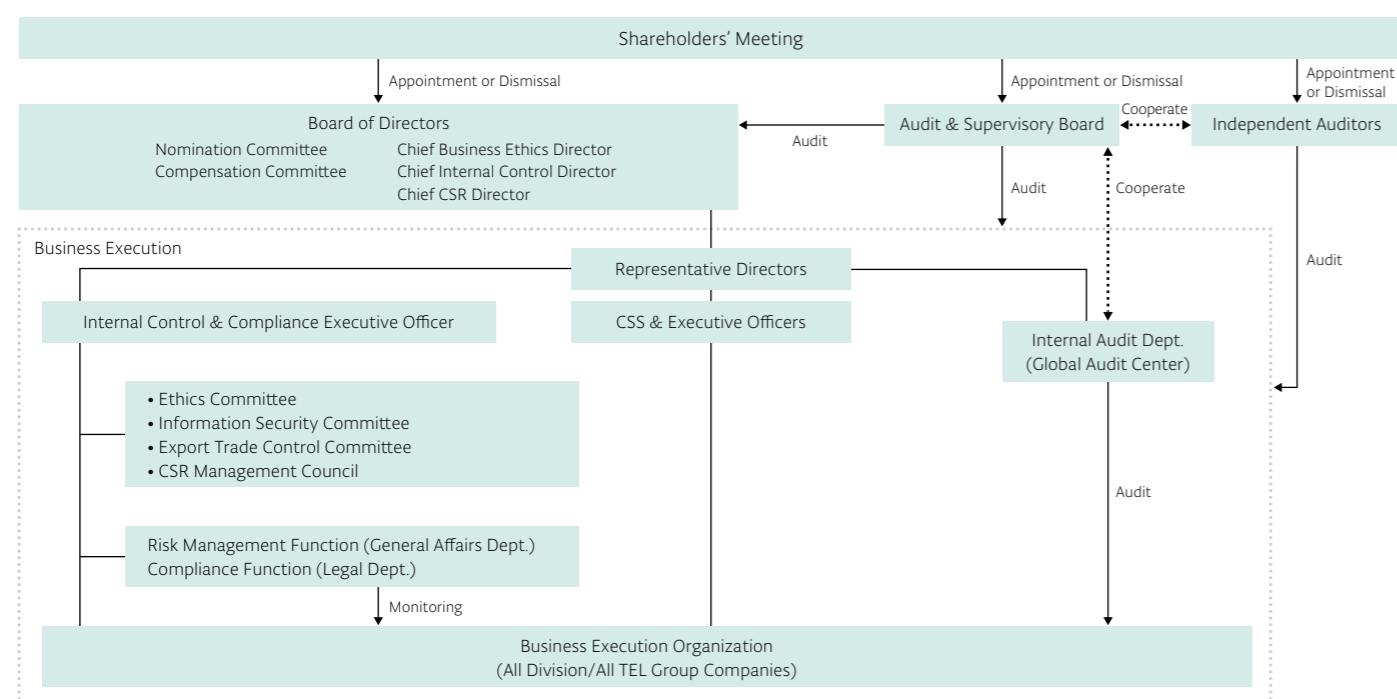 Shareholders’ Meeting
Appointment or Dismissal
Appointment or Dismissal
Appointment
or Dismissal
Board of Directors
Nomination Committee
Compensation Committee
Chief Business Ethics Director
Chief Internal Control Director
Chief CSR Director
Audit
Audit & Supervisory Board
Cooperate
Independent Auditors
Audit
Cooperate
Audit
Business Execution
Representative Directors
Internal Control & Compliance Executive Officer
CSS & Executive Officers
Internal Audit Dept.
(Global Audit Center)
• Ethics Committee
• Information Security Committee
• Export Trade Control Committee
• CSR Management Council
Audit
Risk Management Function (General Affairs Dept.)
Compliance Function (Legal Dept.)
Monitoring
Business Execution Organization
(All Division/All TEL Group Companies)